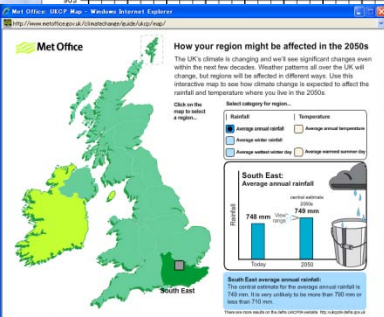 Met Office: UKCP Map - Windows Internet Explorer
http://www.metoffice.gov.uk/climatechange/guide/ukcp/map/
Met Office
How your region might be affected in the 2050s
The UK's climate is changing and we'll see significant changes even
within the next few decades. Weather patterns all over the UK will
change, but regions will be affected in different ways. Use this
interactive map to see how climate change is expected to affect the
rainfall and temperature where you live in the 2050s.
Click on the
map to select
a region...
Select category for region...
Rainfall
Temperature
Average annual rainfall
Average annual temperature
Average winter rainfall
Average wettest winter day
Average warmest summer day
South East:
Average annual rainfall
central estimate
2050s
748 mm
View
range
749 mm
Rainfall
Today
2050
South East
South East average annual rainfall:
The central estimate for the average annual rainfall is
749 mm. It is very unlikely to be more than 790 mm or
less than 710 mm.